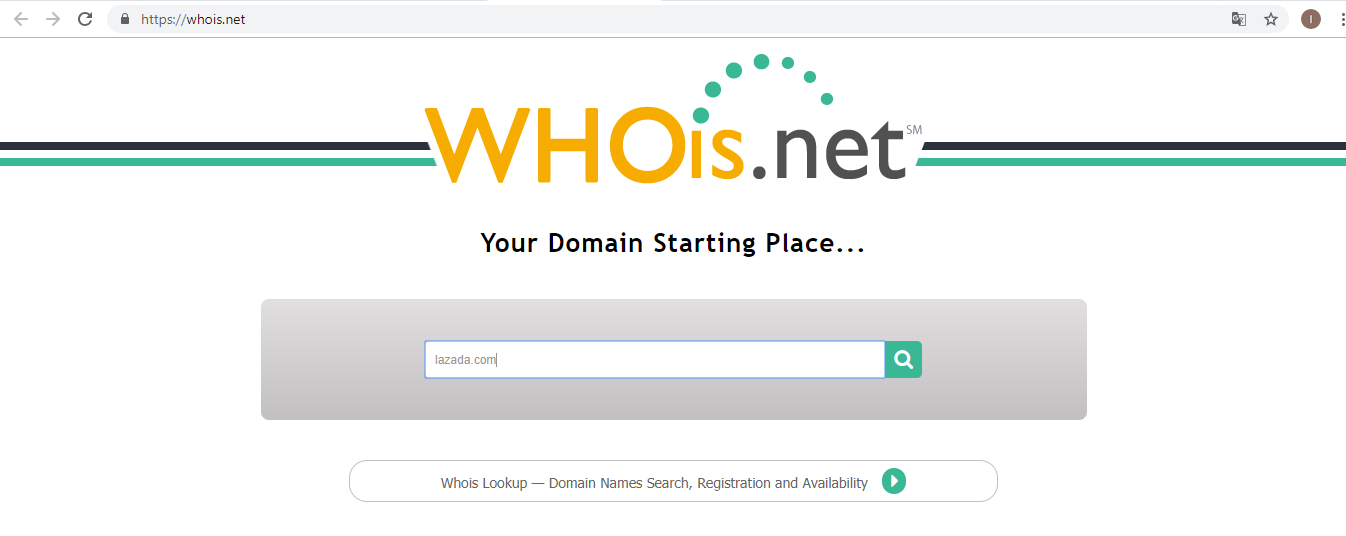 https://whois.net
I
WHOis.net SM
Your Domain Starting Place...
lazada.com
Whois Lookup — Domain Names Search, Registration and Availability